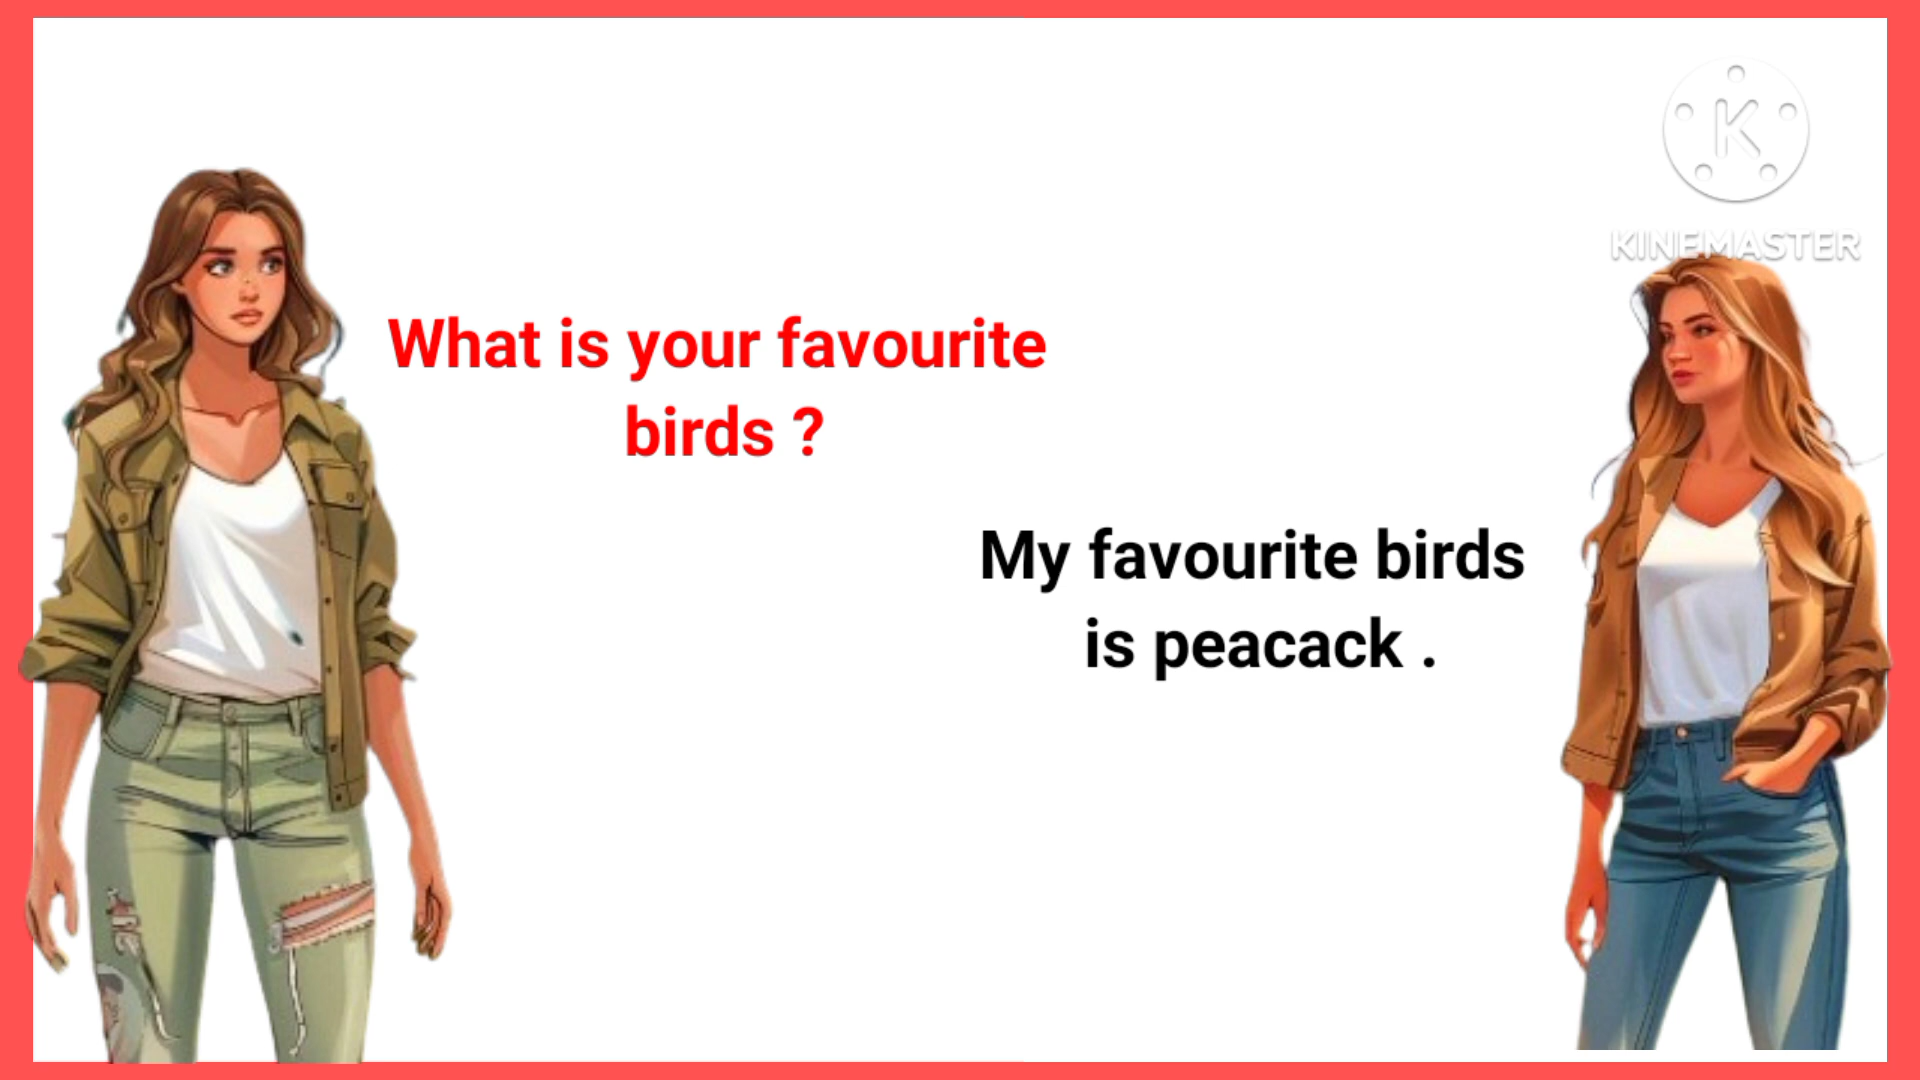 KINEMASTER
What is your favourite
birds ?
My favourite birds
is peacack .